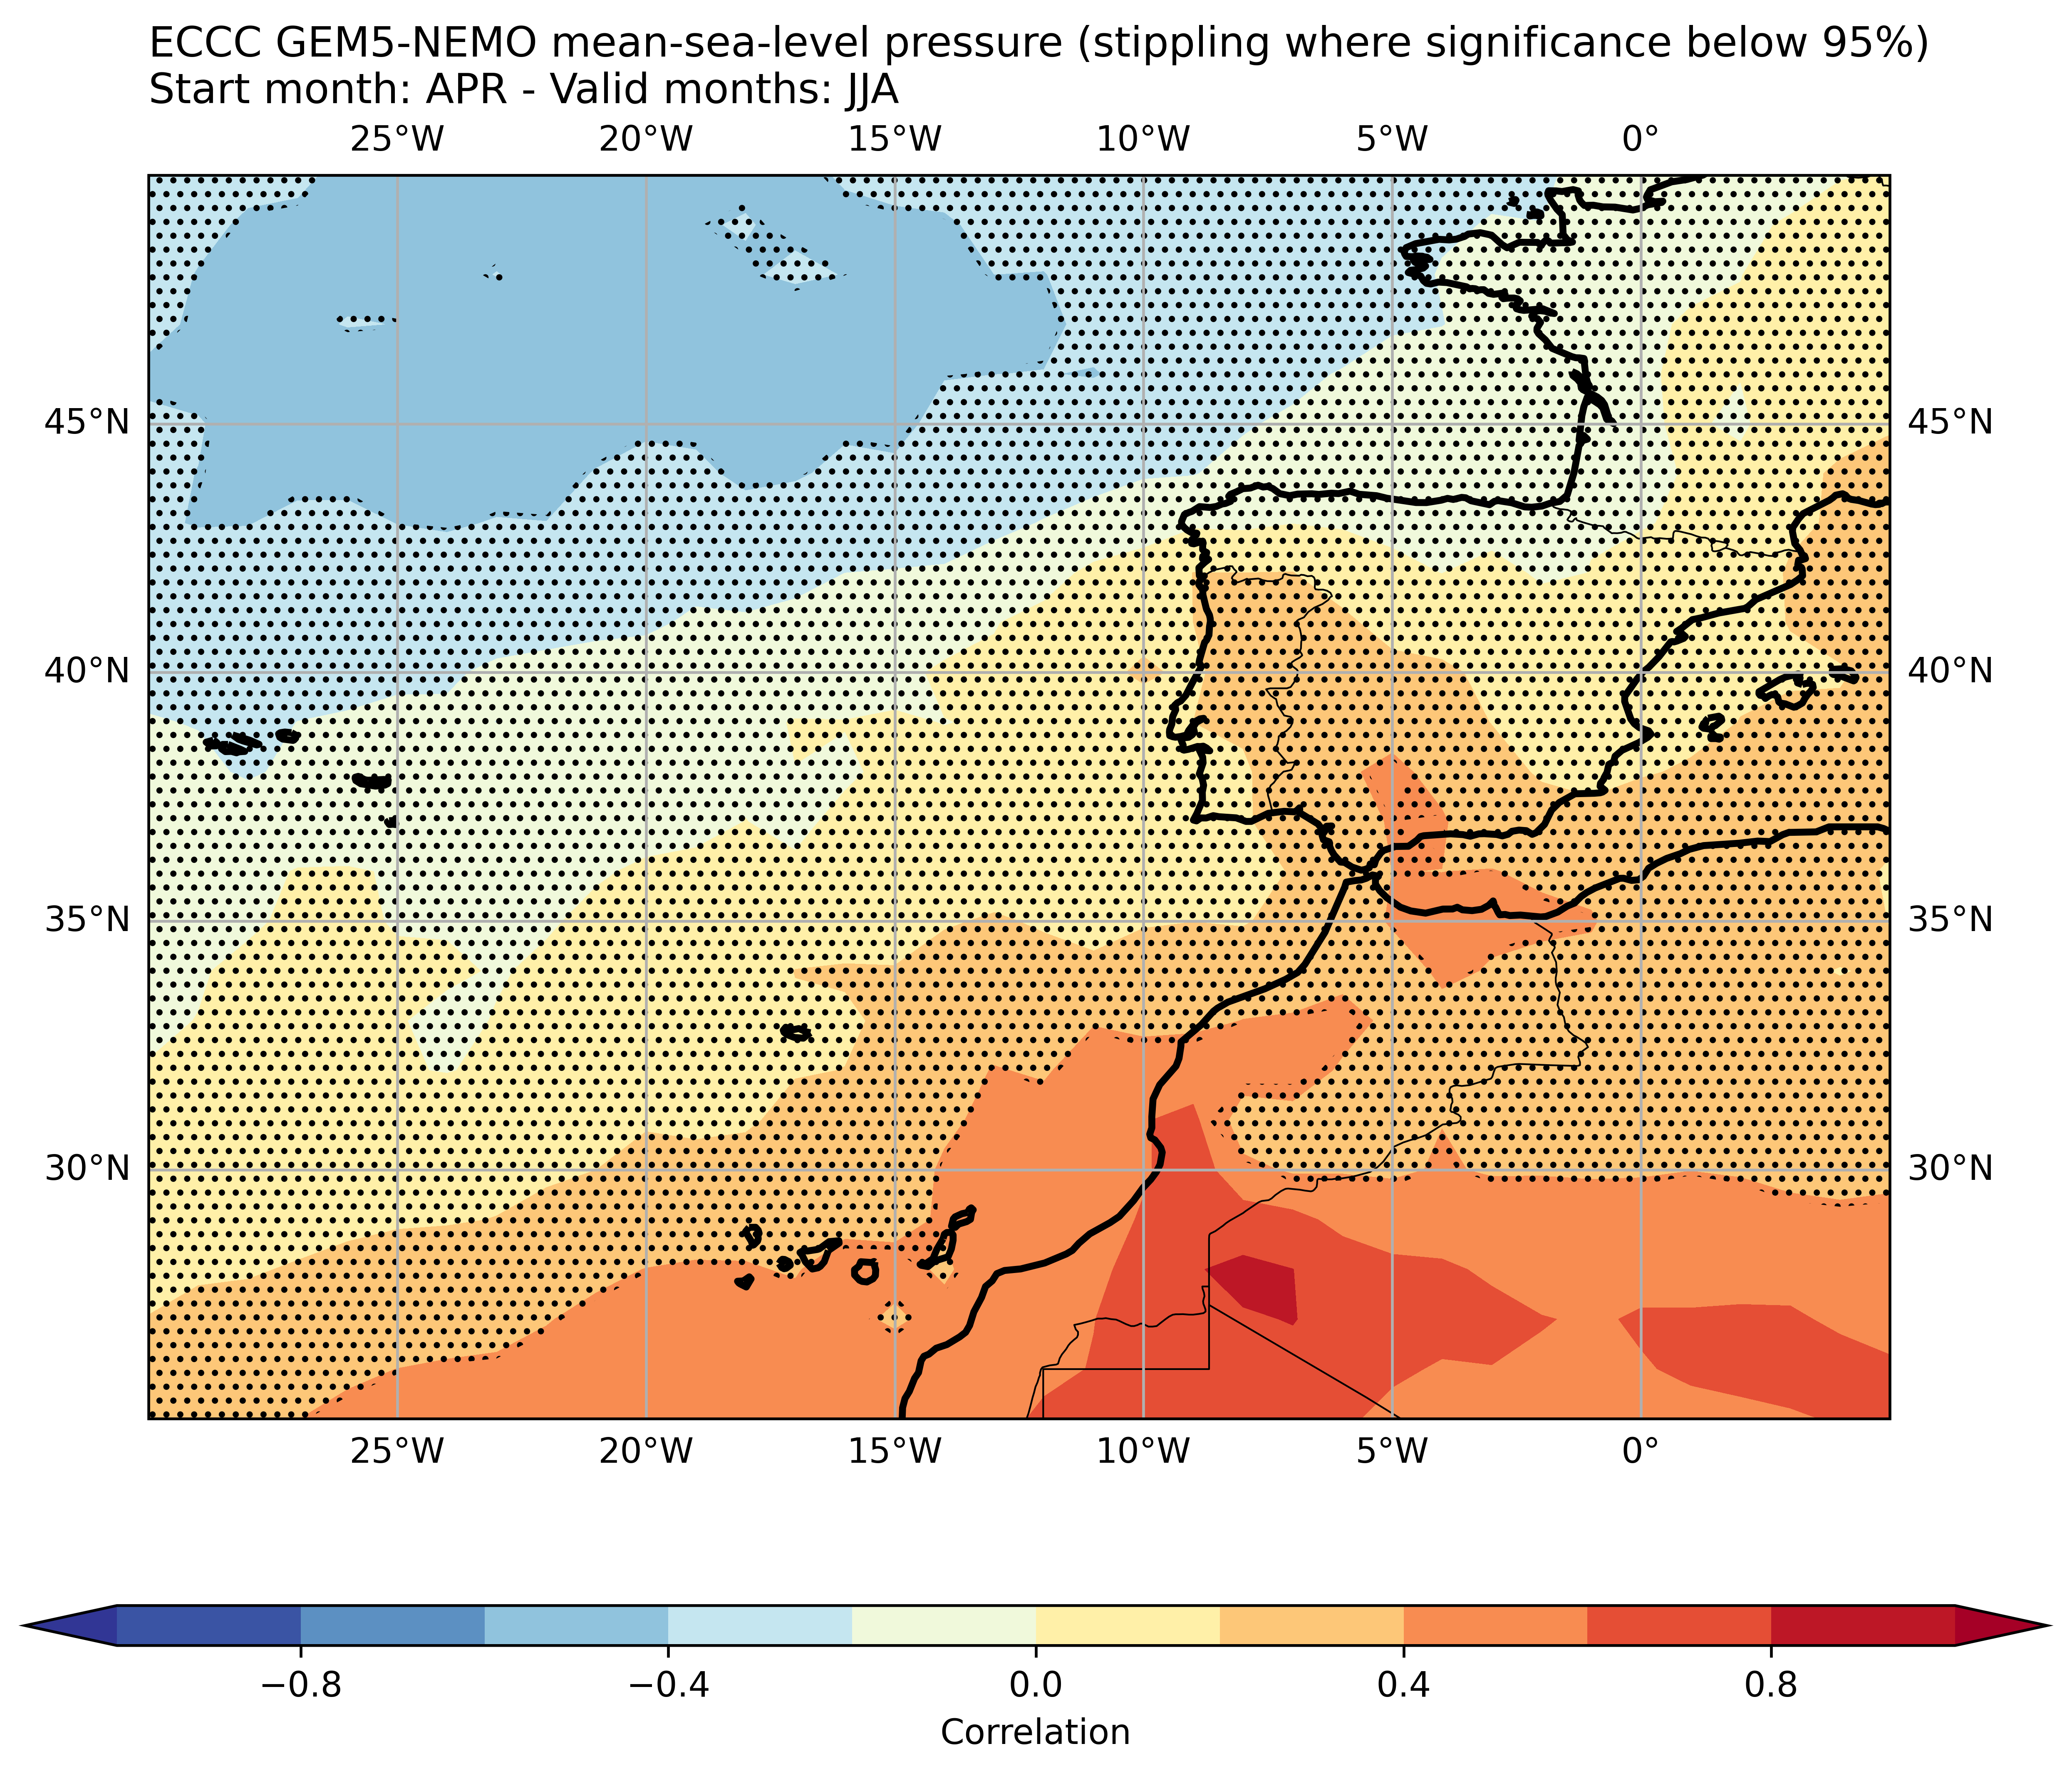 ECCC GEM5-NEMO mean-sea-level pressure (stippling where significance below 95%)
Start month: APR - Valid months: JJA
25°W 20°W 15°W 10°W 5°W 0°
45°N 45°N
40°N 40°N
35°N 35°N
30°N 30°N
25°W 20°W 15°W 10°W 5°W 0°
−0.8 −0.4 0.0 0.4 0.8
Correlation